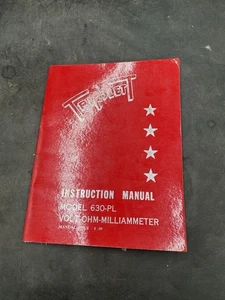 TRIPLETT
INSTRUCTION MANUAL
MODEL 630-PL
VOLT-OHM-MILLIAMMETER